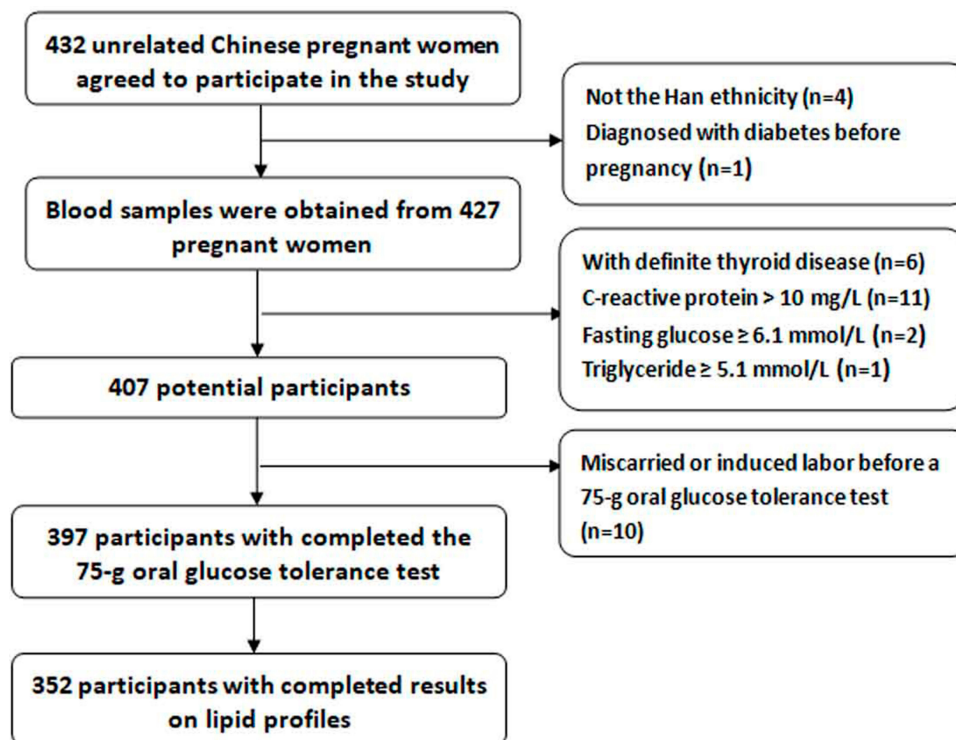 432 unrelated Chinese pregnant women
agreed to participate in the study
Not the Han ethnicity (n=4)
Diagnosed with diabetes before
pregnancy (n=1)
Blood samples were obtained from 427
pregnant women
With definite thyroid disease (n=6)
C-reactive protein > 10 mg/L (n=11)
Fasting glucose ≥ 6.1 mmol/L (n=2)
Triglyceride ≥ 5.1 mmol/L (n=1)
407 potential participants
Miscarried or induced labor before a
75-g oral glucose tolerance test
(n=10)
397 participants with completed the
75-g oral glucose tolerance test
352 participants with completed results
on lipid profiles